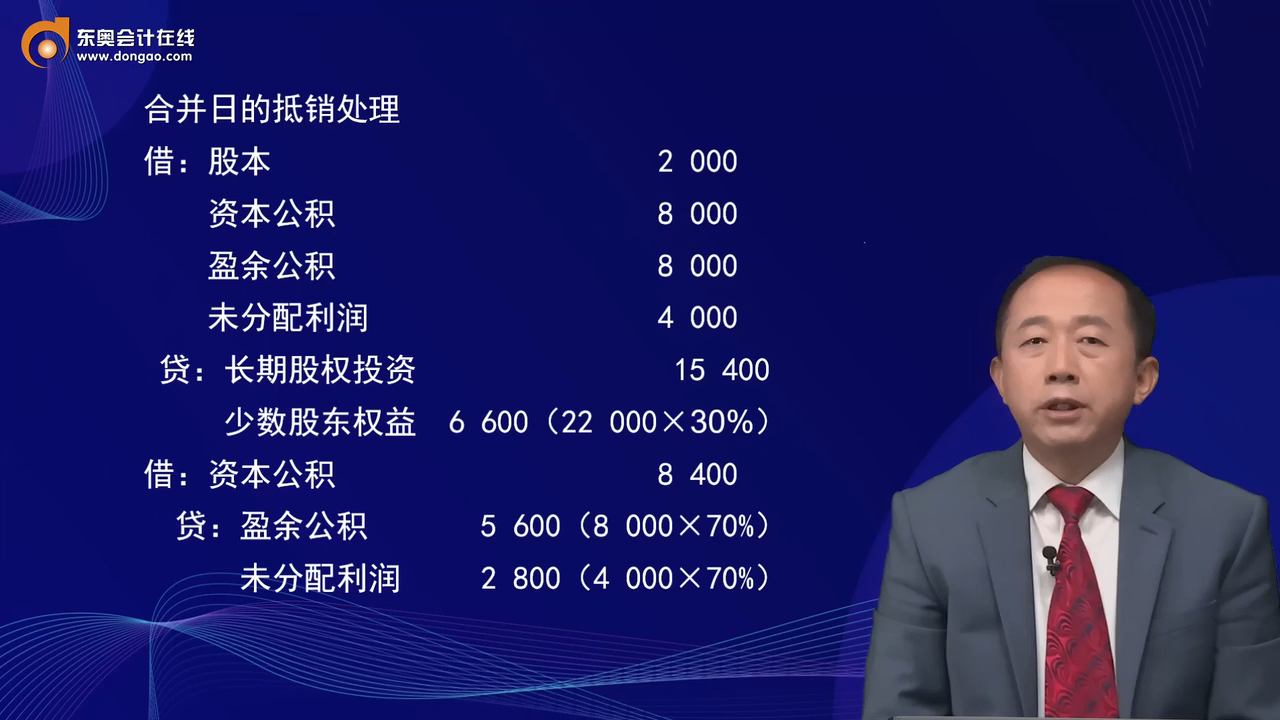 东奥会计在线
www.dongao.com
合并日的抵销处理
借：股本 2 000
资本公积 8 000
盈余公积 8 000
未分配利润 4 000
贷：长期股权投资 15 400
少数股东权益 6 600（22 000×30%）
借：资本公积 8 400
贷：盈余公积 5 600（8 000×70%）
未分配利润 2 800（4 000×70%）